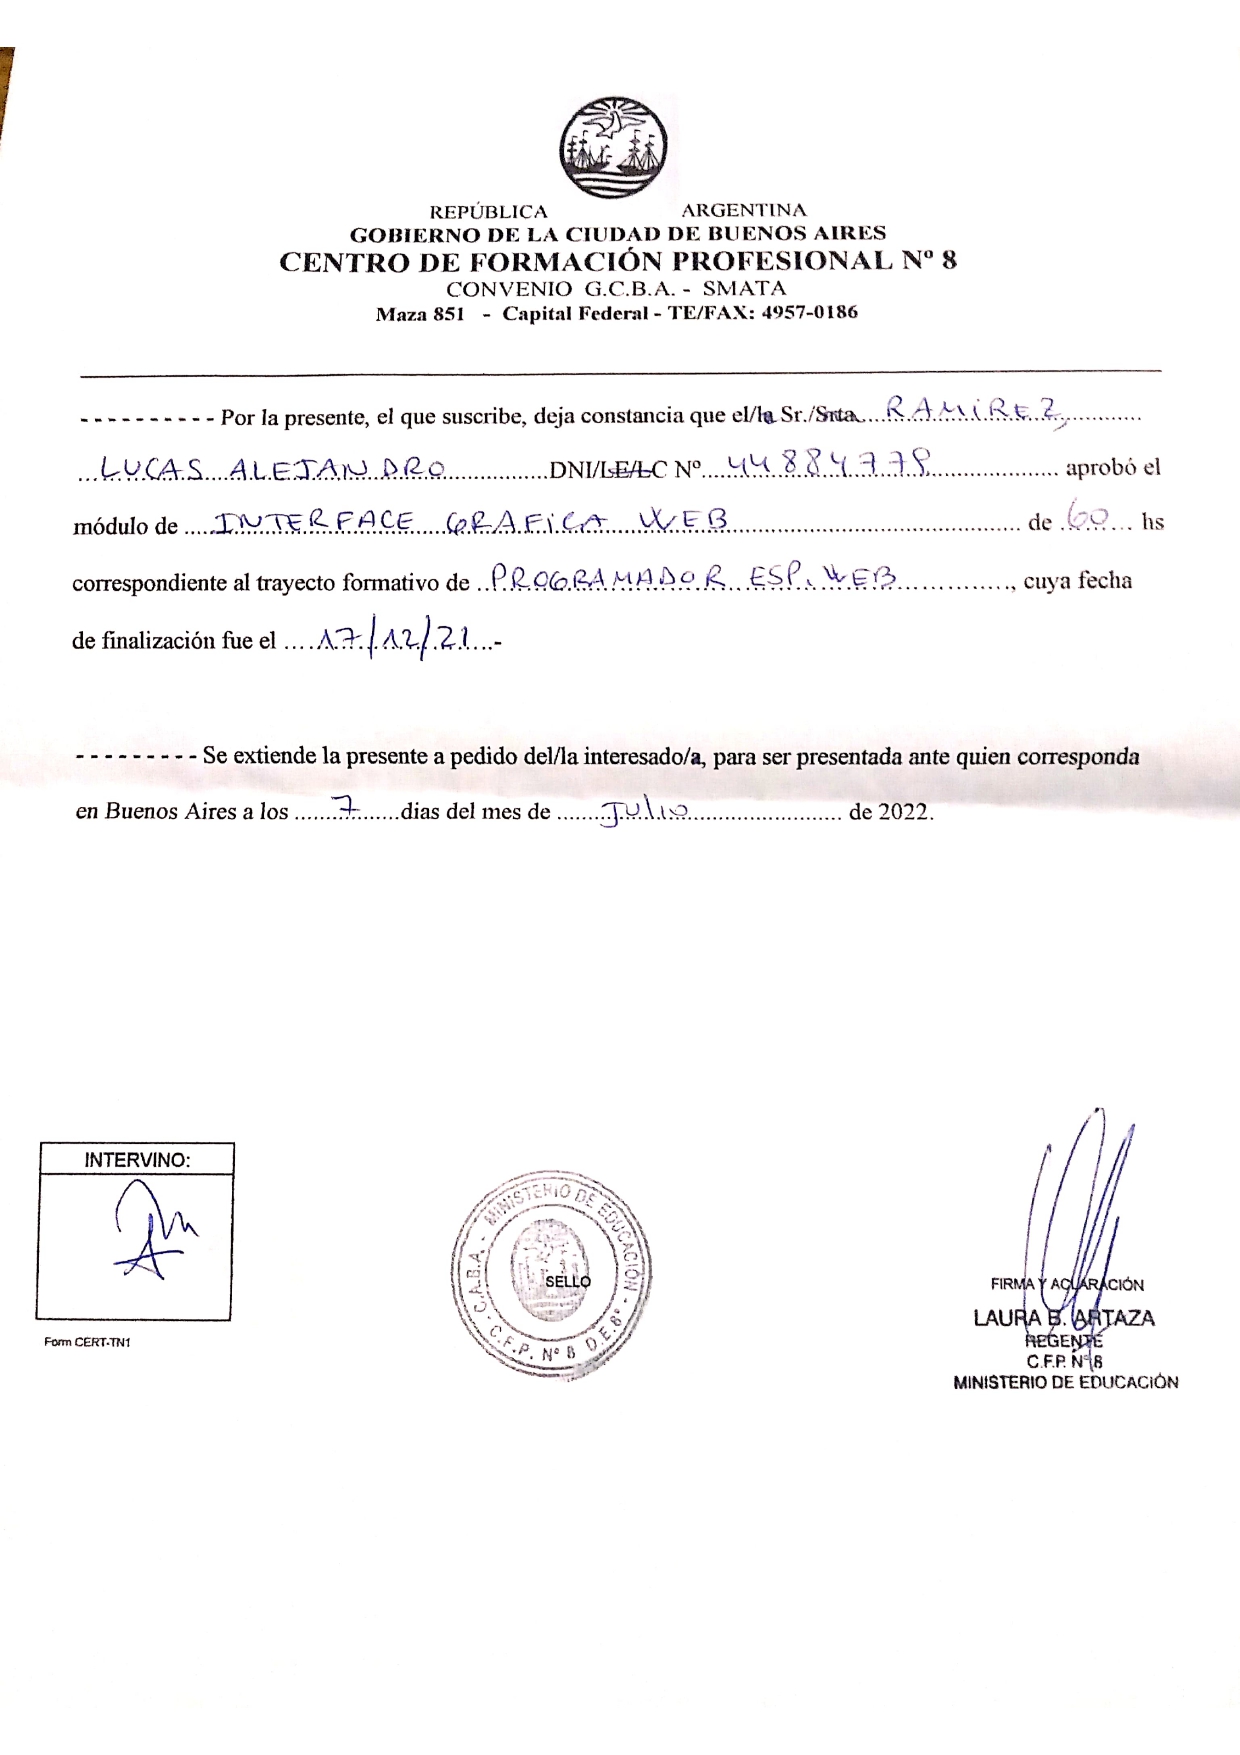 REPÚBLICA ARGENTINA
GOBIERNO DE LA CIUDAD DE BUENOS AIRES
CENTRO DE FORMACIÓN PROFESIONAL Nº 8
CONVENIO G.C.B.A. - SMATA
Maza 851 - Capital Federal - TE/FAX: 4957-0186
- - - - - - - - - - Por la presente, el que suscribe, deja constancia que el/la Sr./Srta....RAMIREZ,............
...LUCAS ALEJANDRO...............DNI/LE/LC Nº....44884778................... aprobó el
módulo de .....INTERFACE GRAFICA WEB............................................. de .60... hs
correspondiente al trayecto formativo de ..PROGRAMADOR ESP. WEB..............., cuya fecha
de finalización fue el ....17/12/21....-
- - - - - - - - - Se extiende la presente a pedido del/la interesado/a, para ser presentada ante quien corresponda
en Buenos Aires a los .......7.......dias del mes de ........Julio........................ de 2022.
INTERVINO:
Form CERT-TN1
MINISTERIO DE EDUCACIÓN - G.C.A.B.A. - C.F.P. Nº 8 D.E.8º
SELLO
FIRMA Y ACLARACIÓN
LAURA B. ARTAZA
REGENTE
C.F.P. Nº 8
MINISTERIO DE EDUCACIÓN